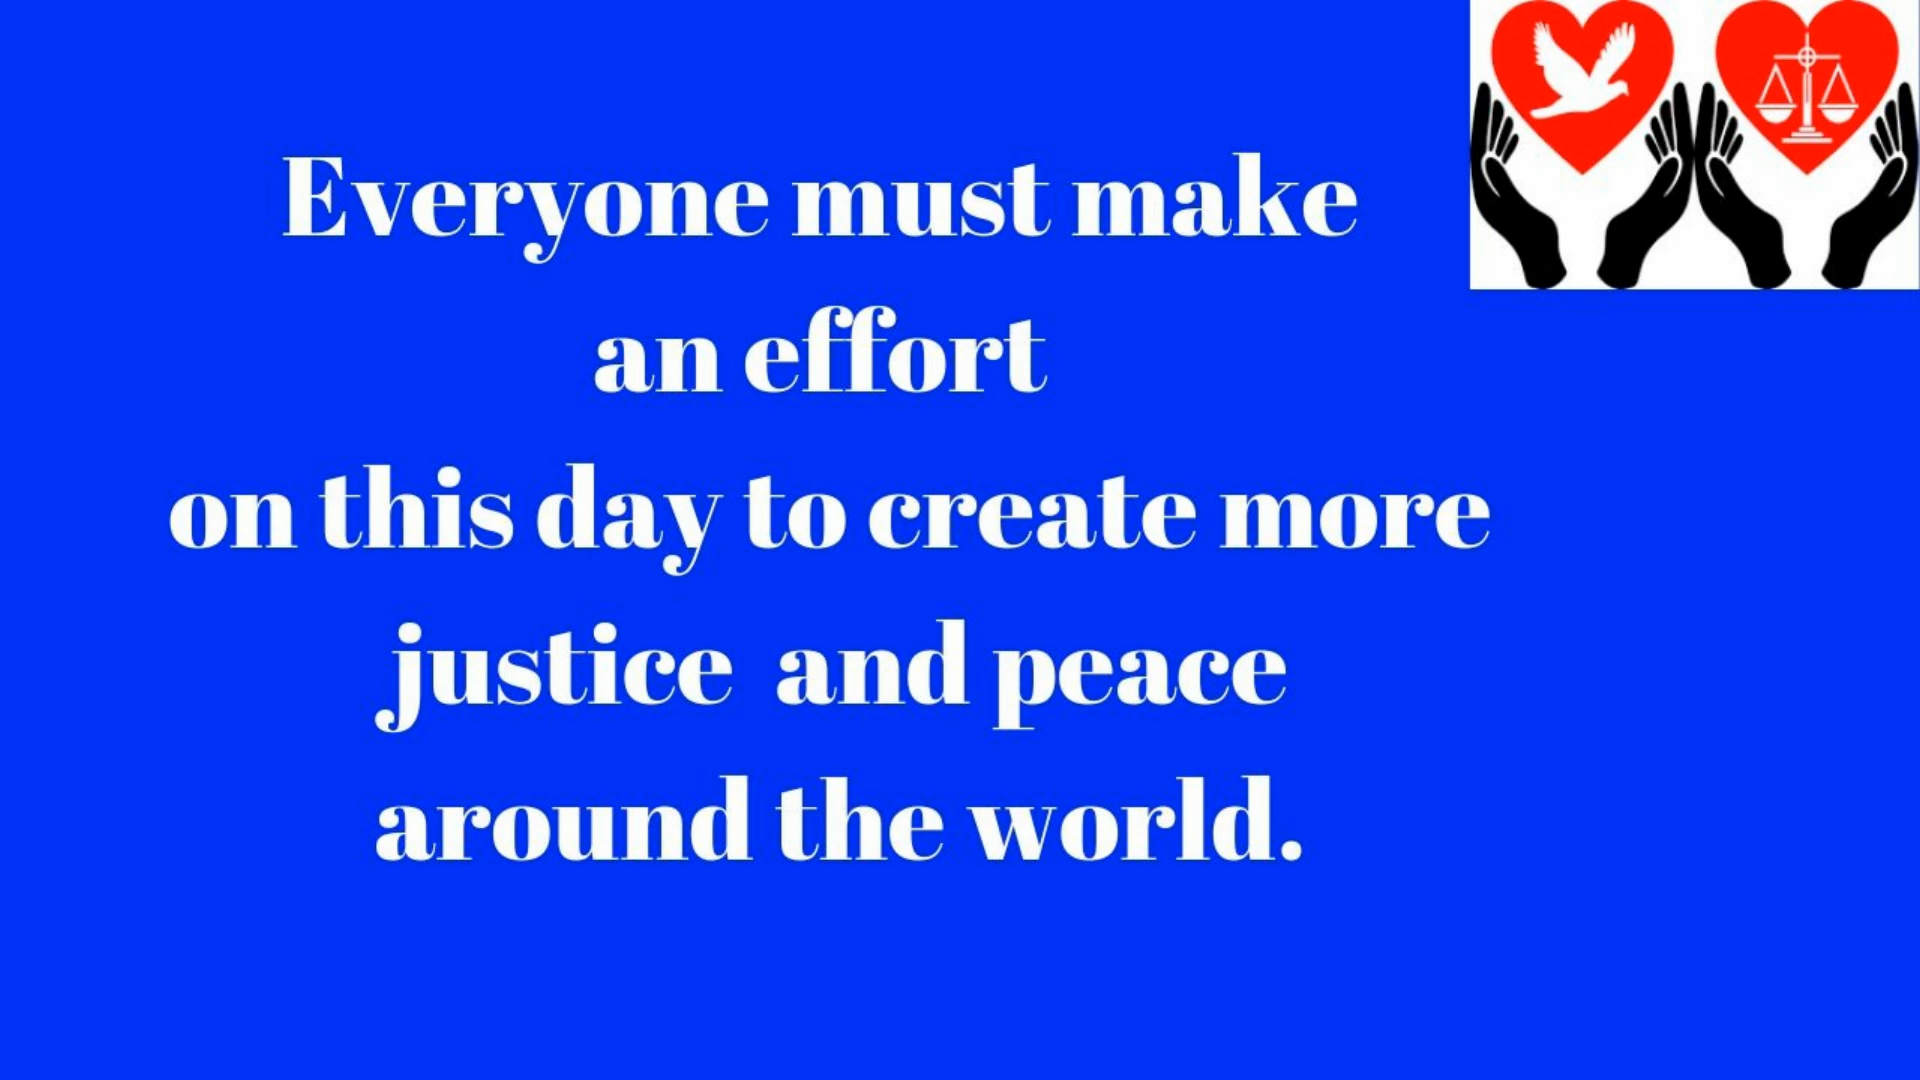 Everyone must make
an effort
on this day to create more
justice and peace
around the world.